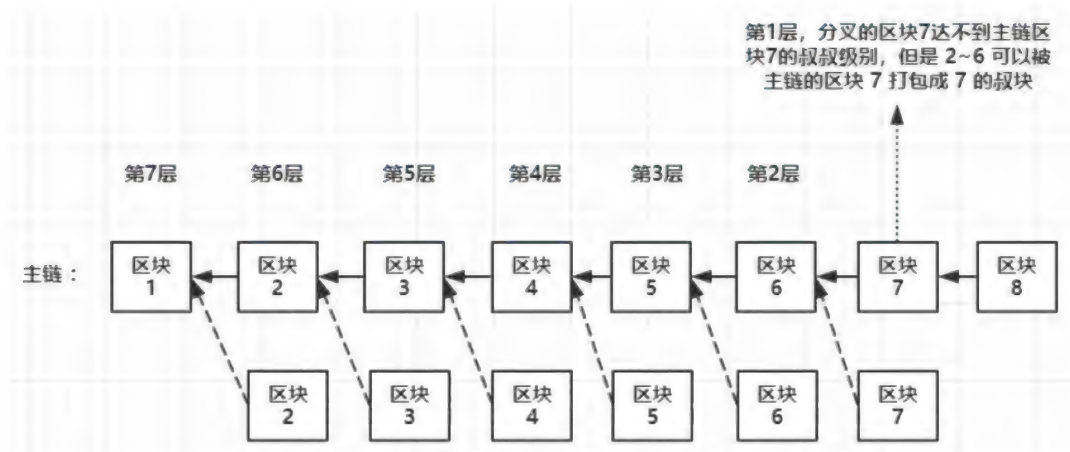 第1层，分叉的区块7达不到主链区
块7的叔叔级别，但是 2~6 可以被
主链的区块 7 打包成 7 的叔块
第7层
第6层
第5层
第4层
第3层
第2层
主链：
区块
1
区块
2
区块
3
区块
4
区块
5
区块
6
区块
7
区块
8
区块
2
区块
3
区块
4
区块
5
区块
6
区块
7